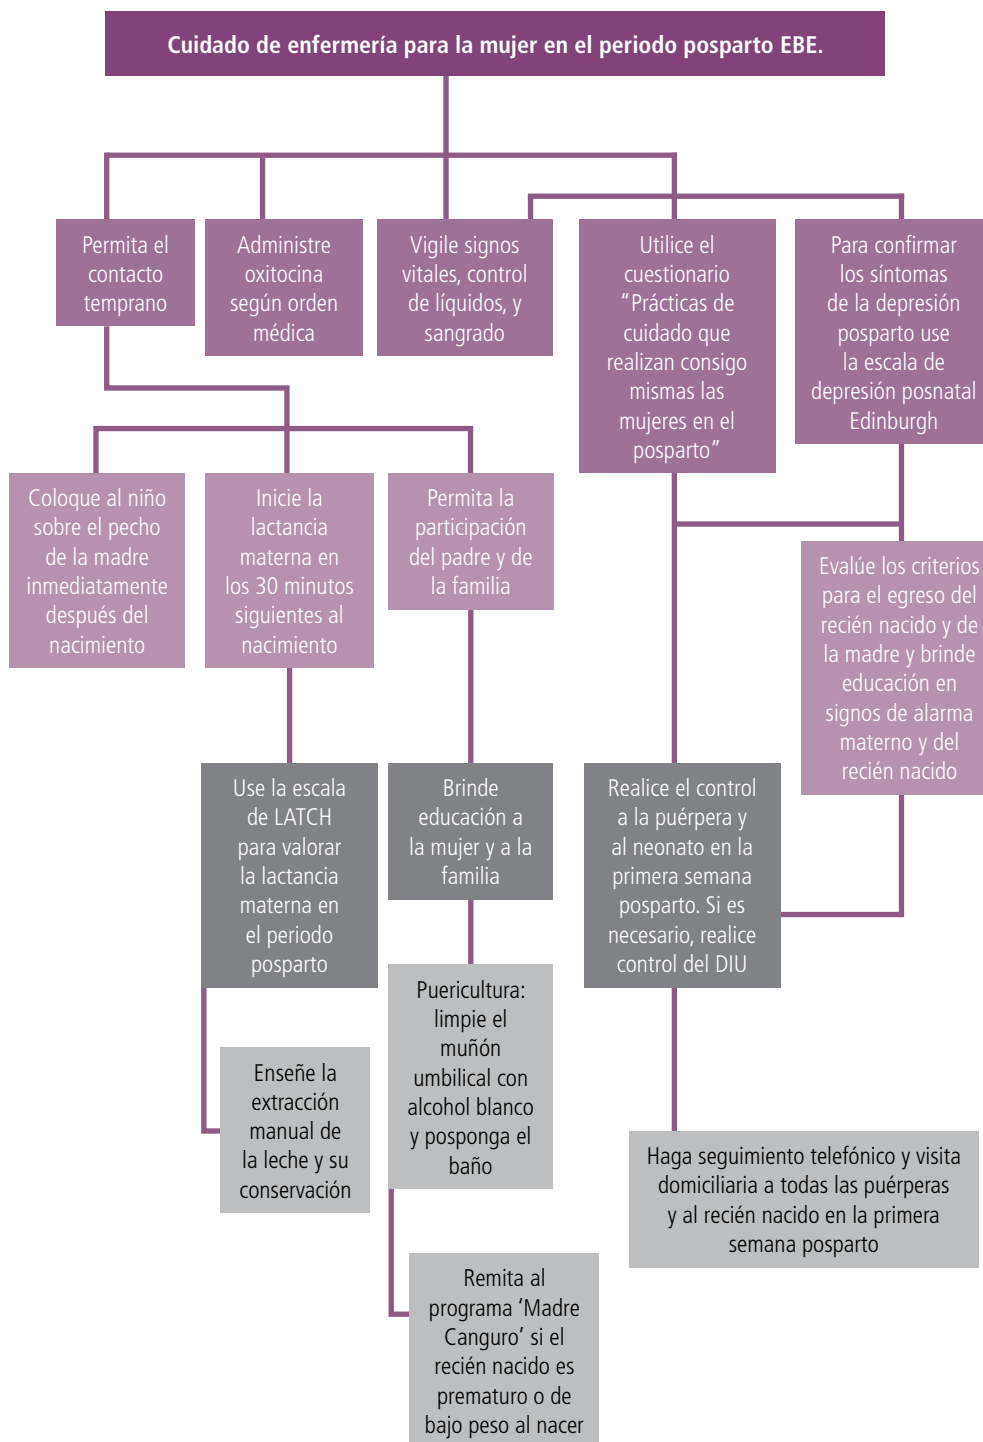 Cuidado de enfermería para la mujer en el periodo posparto EBE.
Permita el
contacto
temprano
Administre
oxitocina
según orden
médica
Vigile signos
vitales, control
de líquidos, y
sangrado
Utilice el
cuestionario
“Prácticas de
cuidado que
realizan consigo
mismas las
mujeres en el
posparto”
Para confirmar
los síntomas
de la depresión
posparto use
la escala de
depresión posnatal
Edinburgh
Coloque al niño
sobre el pecho
de la madre
inmediatamente
después del
nacimiento
Inicie la
lactancia
materna en
los 30 minutos
siguientes al
nacimiento
Permita la
participación
del padre y de
la familia
Evalúe los criterios
para el egreso del
recién nacido y de
la madre y brinde
educación en
signos de alarma
materno y del
recién nacido
Use la escala
de LATCH
para valorar
la lactancia
materna en
el periodo
posparto
Brinde
educación a
la mujer y a la
familia
Realice el control
a la puérpera y
al neonato en la
primera semana
posparto. Si es
necesario, realice
control del DIU
Puericultura:
limpie el
muñón
umbilical con
alcohol blanco
y posponga el
baño
Enseñe la
extracción
manual de
la leche y su
conservación
Haga seguimiento telefónico y visita
domiciliaria a todas las puérperas
y al recién nacido en la primera
semana posparto
Remita al
programa ‘Madre
Canguro’ si el
recién nacido es
prematuro o de
bajo peso al nacer